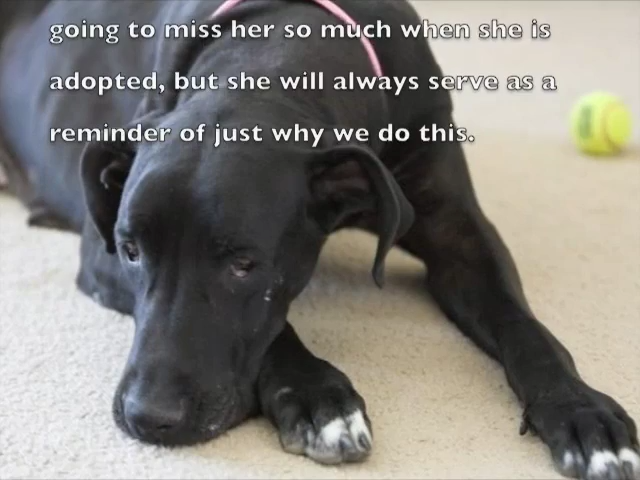 going to miss her so much when she is
adopted, but she will always serve as a
reminder of just why we do this.